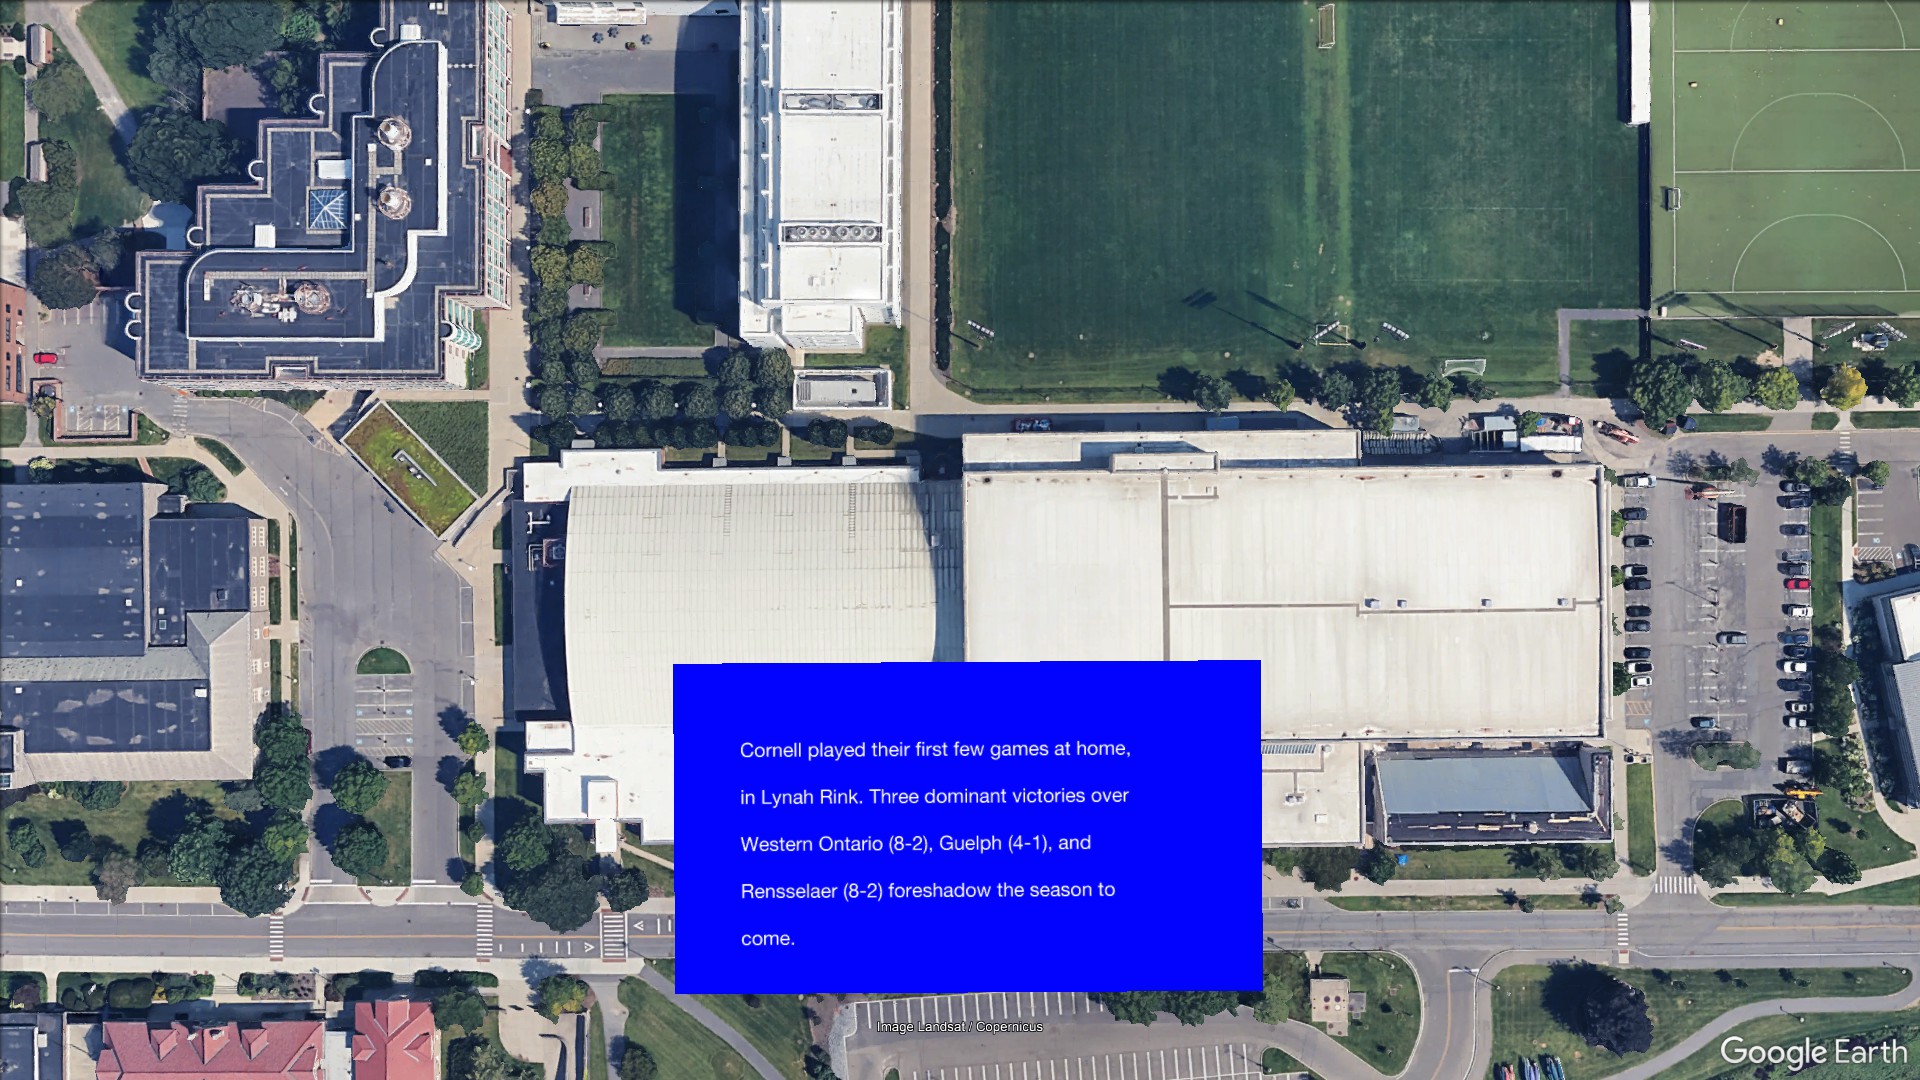 Cornell played their first few games at home,
in Lynah Rink. Three dominant victories over
Western Ontario (8-2), Guelph (4-1), and
Rensselaer (8-2) foreshadow the season to
come.
Image Landsat / Copernicus
Google Earth